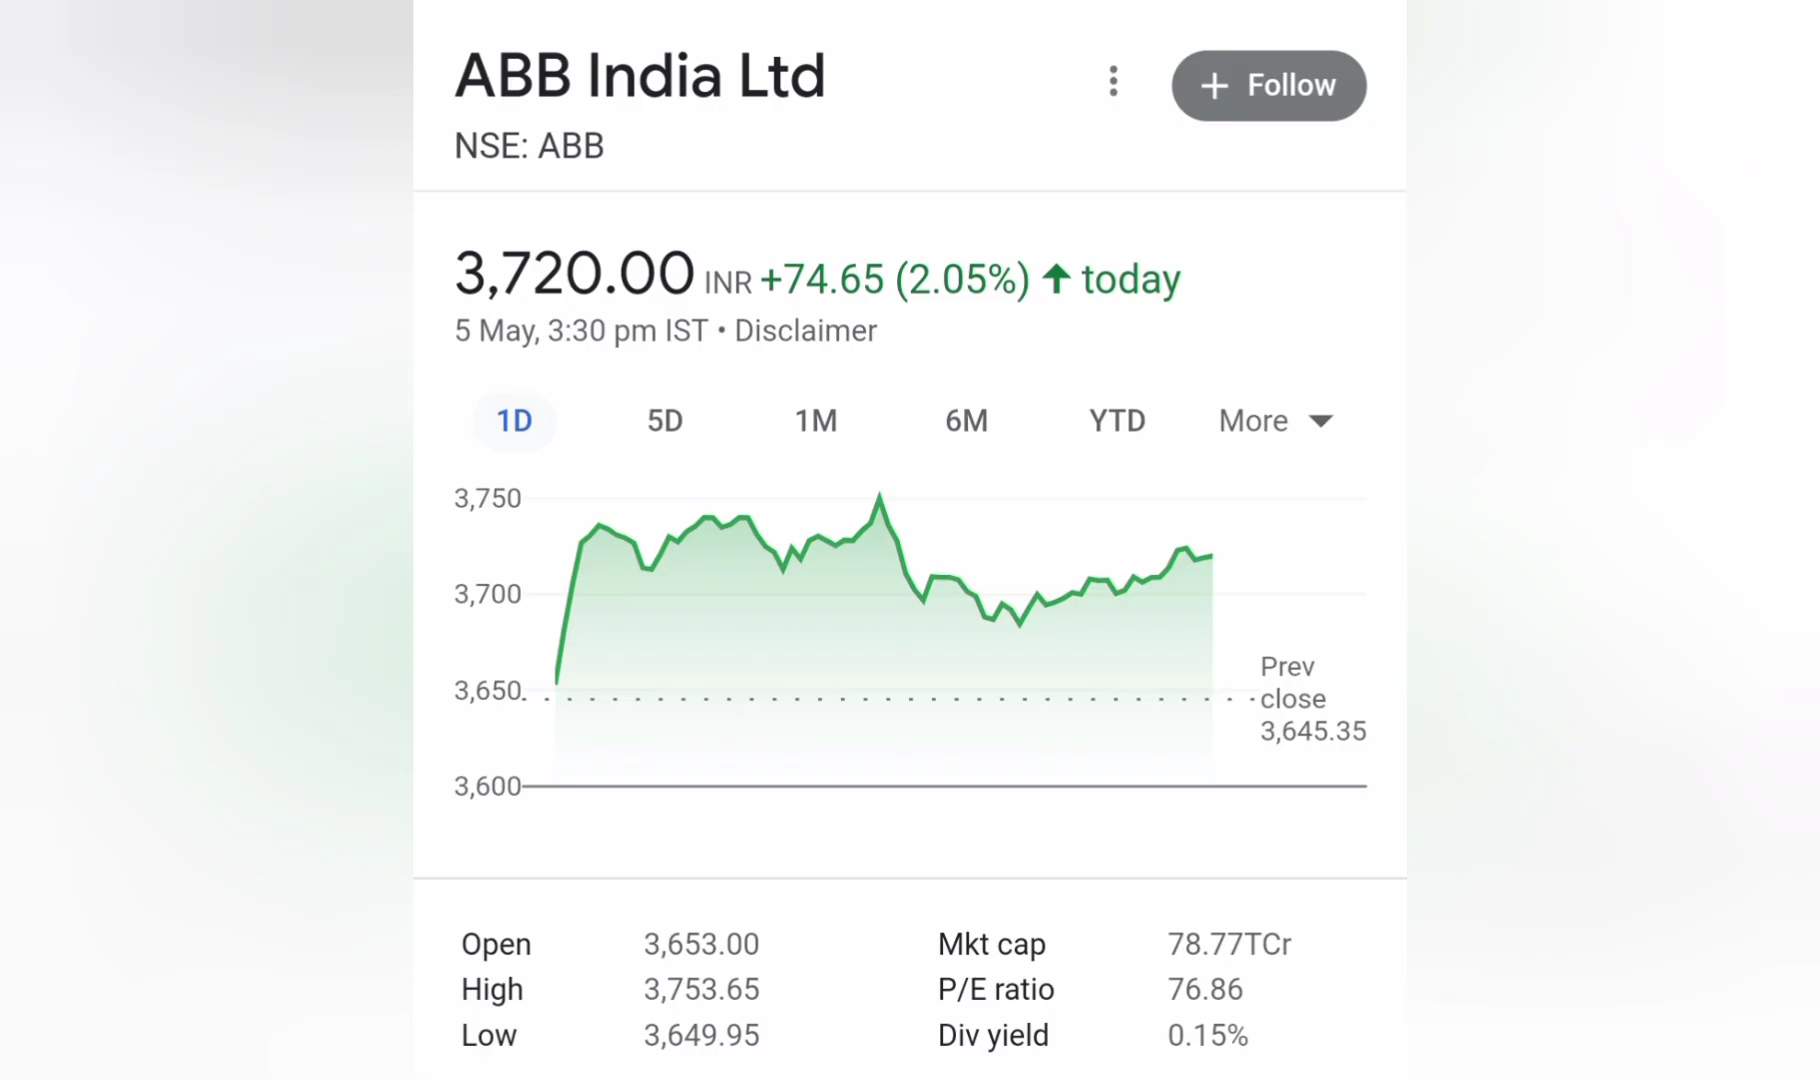 ABB India Ltd
+ Follow
NSE: ABB
3,720.00 INR +74.65 (2.05%) ↑ today
5 May, 3:30 pm IST • Disclaimer
1D 5D 1M 6M YTD More
3,750
3,700
3,650
3,600
Prev
close
3,645.35
Open 3,653.00 Mkt cap 78.77TCr
High 3,753.65 P/E ratio 76.86
Low 3,649.95 Div yield 0.15%